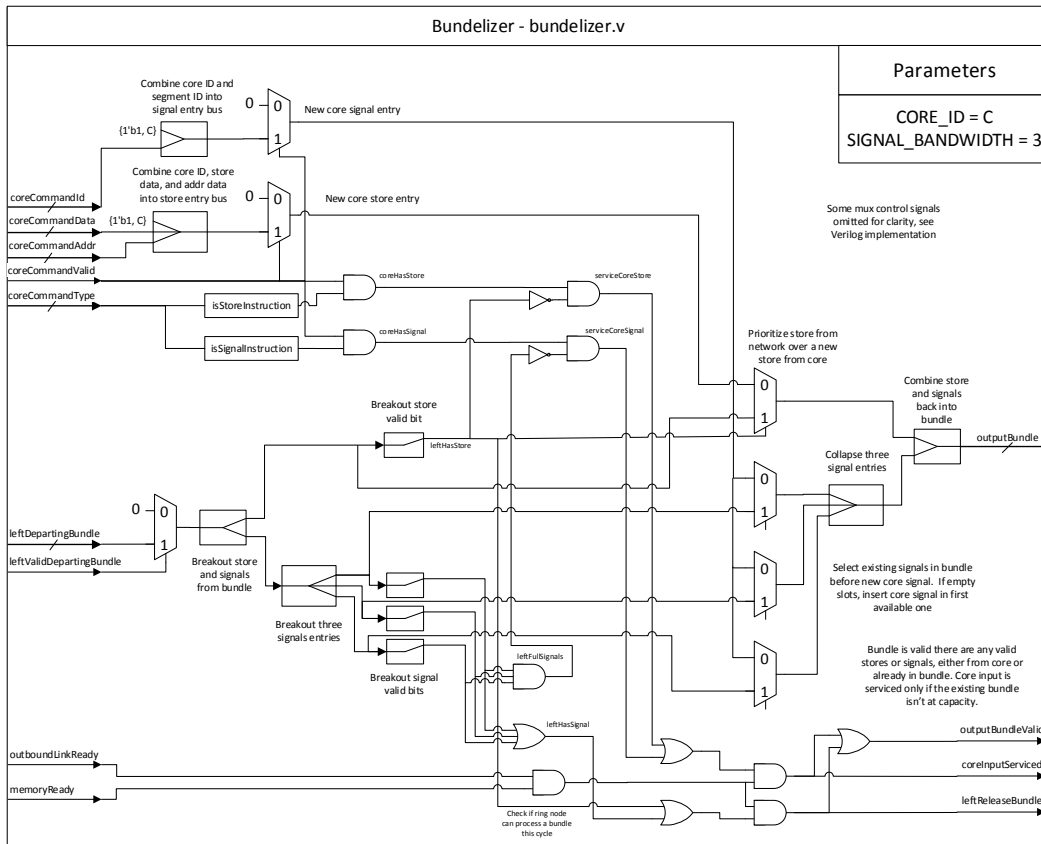 Bundelizer - bundelizer.v
Parameters
CORE_ID = C
SIGNAL_BANDWIDTH = 3
Combine core ID and
segment ID into
signal entry bus
{1'b1, C}
0
0
1
New core signal entry
Combine core ID, store
data, and addr data
into store entry bus
{1'b1, C}
0
0
1
New core store entry
Some mux control signals
omitted for clarity, see
Verilog implementation
coreCommandId
coreCommandData
coreCommandAddr
coreCommandValid
coreCommandType
isStoreInstruction
isSignalInstruction
coreHasStore
serviceCoreStore
coreHasSignal
serviceCoreSignal
Prioritize store from
network over a new
store from core
0
1
Breakout store
valid bit
leftHasStore
Combine store
and signals
back into
bundle
outputBundle
Collapse three
signal entries
0
1
0
0
1
leftDepartingBundle
leftValidDepartingBundle
Breakout store
and signals
from bundle
Breakout three
signals entries
Breakout signal
valid bits
leftFullSignals
leftHasSignal
0
1
Select existing signals in bundle
before new core signal.  If empty
slots, insert core signal in first
available one
0
1
Bundle is valid there are any valid
stores or signals, either from core or
already in bundle. Core input is
serviced only if the existing bundle
isn't at capacity.
outboundLinkReady
memoryReady
Check if ring node
can process a bundle
this cycle
outputBundleValid
coreInputServiced
leftReleaseBundle